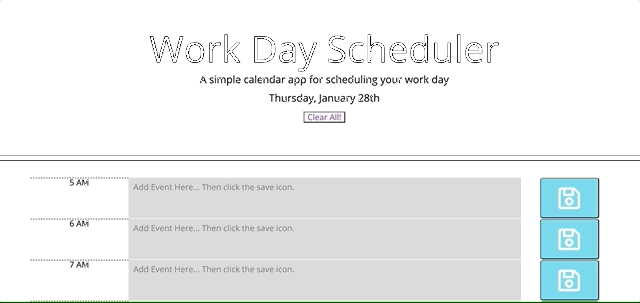 Work Day Scheduler
A simple calendar app for scheduling your work day
Thursday, January 28th
Clear All!
5 AM
Add Event Here... Then click the save icon.
6 AM
Add Event Here... Then click the save icon.
7 AM
Add Event Here... Then click the save icon.